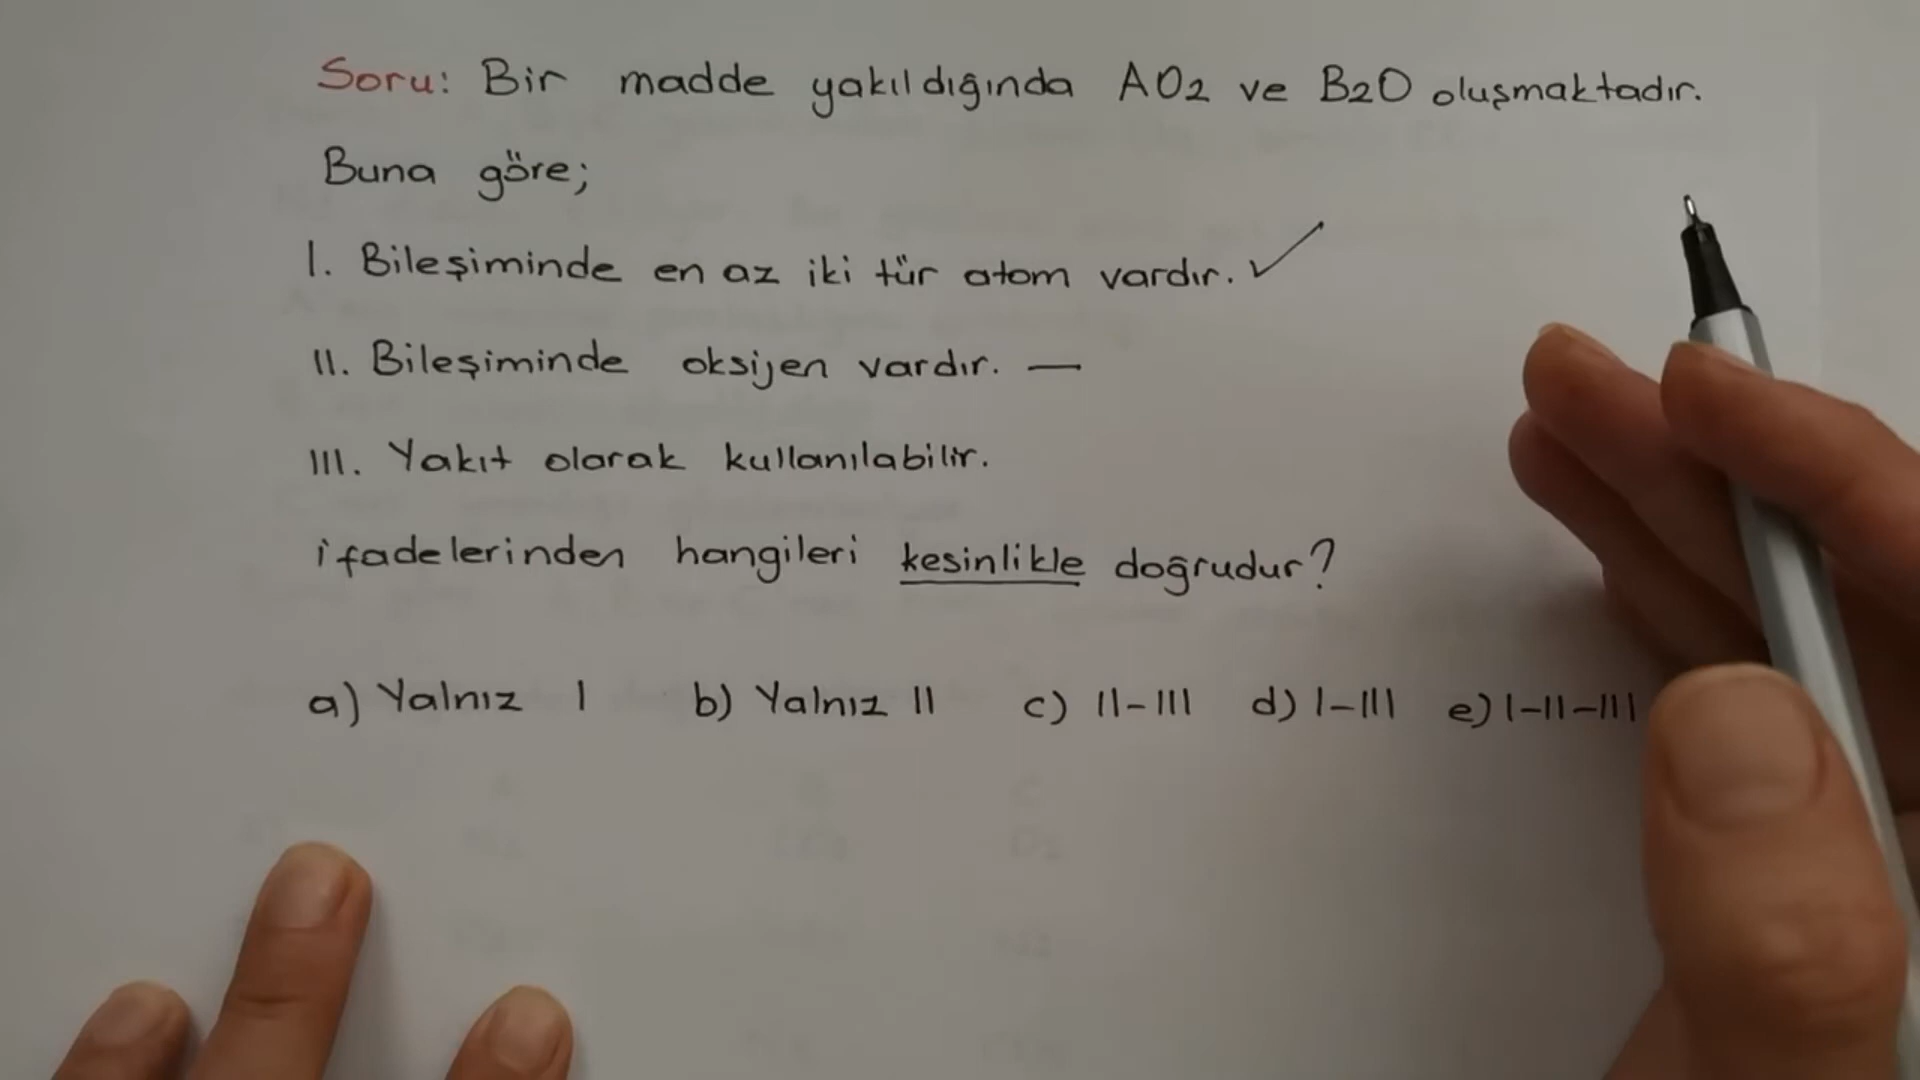 Soru: Bir madde yakıldığında AO2 ve B2O oluşmaktadır.
Buna göre;
I. Bileşiminde en az iki tür atom vardır. ✓
II. Bileşiminde oksijen vardır. —
III. Yakıt olarak kullanılabilir.
ifadelerinden hangileri kesinlikle doğrudur?
a) Yalnız I b) Yalnız II c) II-III d) I-III e) I-II-III